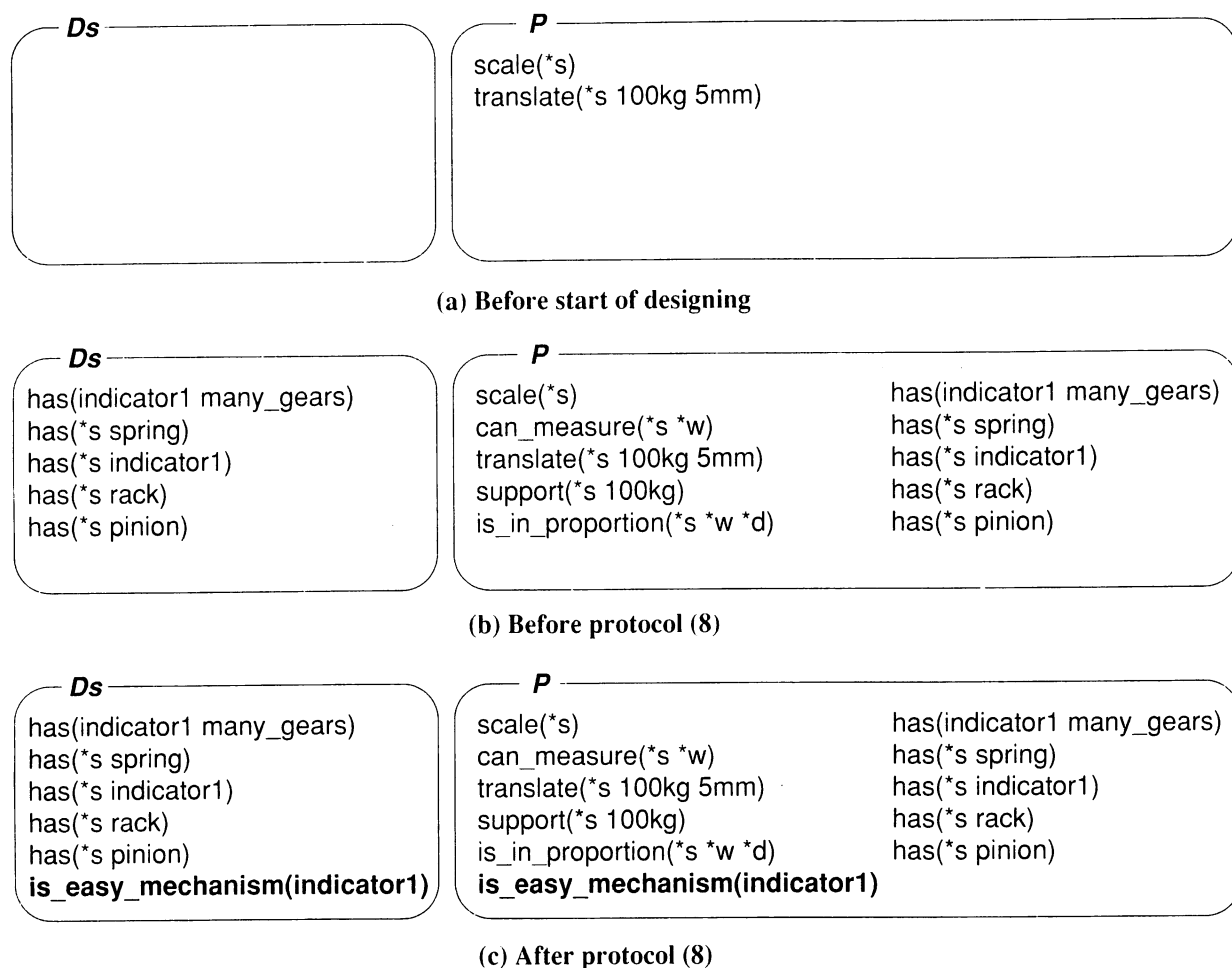 Ds
P
scale(*s)
translate(*s 100kg 5mm)
(a) Before start of designing
Ds
has(indicator1 many_gears)
has(*s spring)
has(*s indicator1)
has(*s rack)
has(*s pinion)
P
scale(*s)
can_measure(*s *w)
translate(*s 100kg 5mm)
support(*s 100kg)
is_in_proportion(*s *w *d)
has(indicator1 many_gears)
has(*s spring)
has(*s indicator1)
has(*s rack)
has(*s pinion)
(b) Before protocol (8)
Ds
has(indicator1 many_gears)
has(*s spring)
has(*s indicator1)
has(*s rack)
has(*s pinion)
is_easy_mechanism(indicator1)
P
scale(*s)
can_measure(*s *w)
translate(*s 100kg 5mm)
support(*s 100kg)
is_in_proportion(*s *w *d)
is_easy_mechanism(indicator1)
has(indicator1 many_gears)
has(*s spring)
has(*s indicator1)
has(*s rack)
has(*s pinion)
(c) After protocol (8)